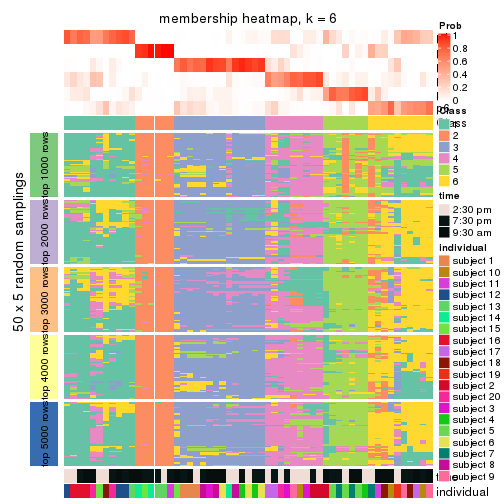 membership heatmap, k = 6
50 x 5 random samplings
top 1000 rows
top 2000 rows
top 3000 rows
top 4000 rows
top 5000 rows
Prob
1
0.8
0.6
0.4
0.2
0
Class
1
2
3
4
5
6
time
2:30 pm
7:30 pm
9:30 am
individual
subject 1
subject 10
subject 11
subject 12
subject 13
subject 14
subject 15
subject 16
subject 17
subject 18
subject 19
subject 2
subject 20
subject 3
subject 4
subject 5
subject 6
subject 7
subject 8
subject 9
individual